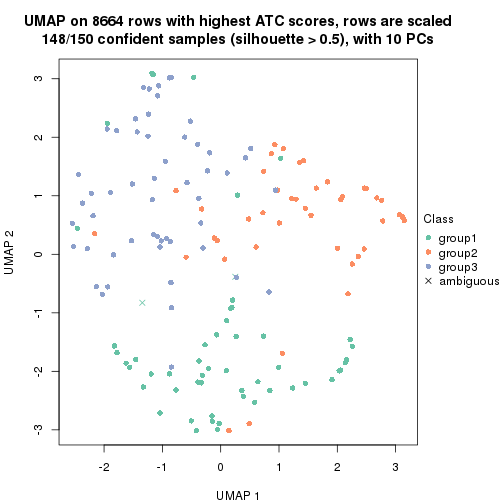 UMAP on 8664 rows with highest ATC scores, rows are scaled
148/150 confident samples (silhouette > 0.5), with 10 PCs
3
2
1
0
-1
-2
-3
UMAP 2
-2
-1
0
1
2
3
UMAP 1
Class
group1
group2
group3
ambiguous